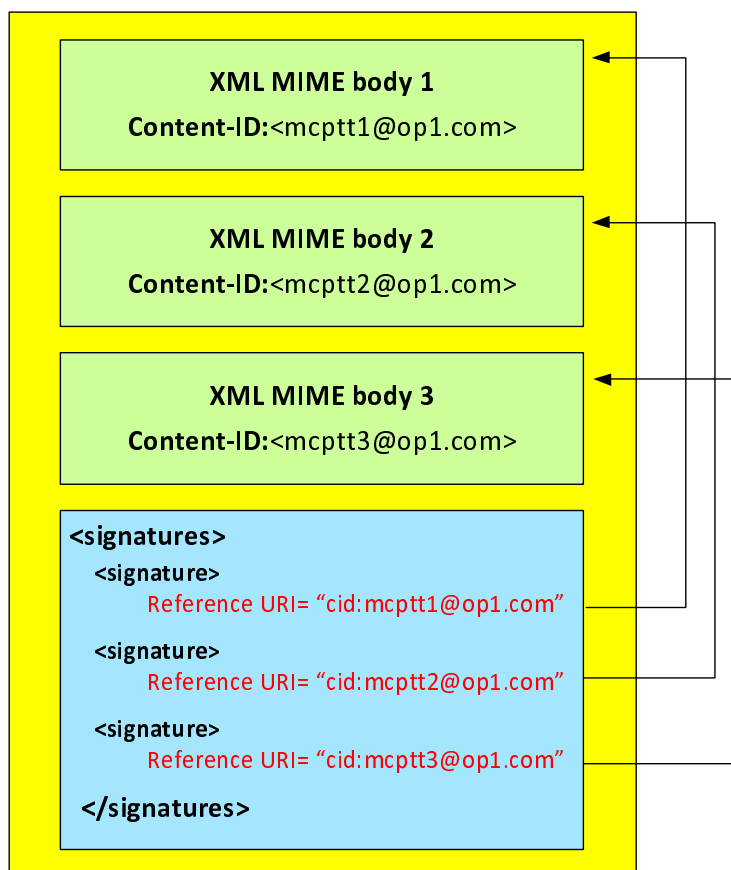 XML MIME body 1
Content-ID:<mcptt1@op1.com>
XML MIME body 2
Content-ID:<mcptt2@op1.com>
XML MIME body 3
Content-ID:<mcptt3@op1.com>
<signatures>
<signature>
Reference URI= “cid:mcptt1@op1.com”
<signature>
Reference URI= “cid:mcptt2@op1.com”
<signature>
Reference URI= “cid:mcptt3@op1.com”
</signatures>